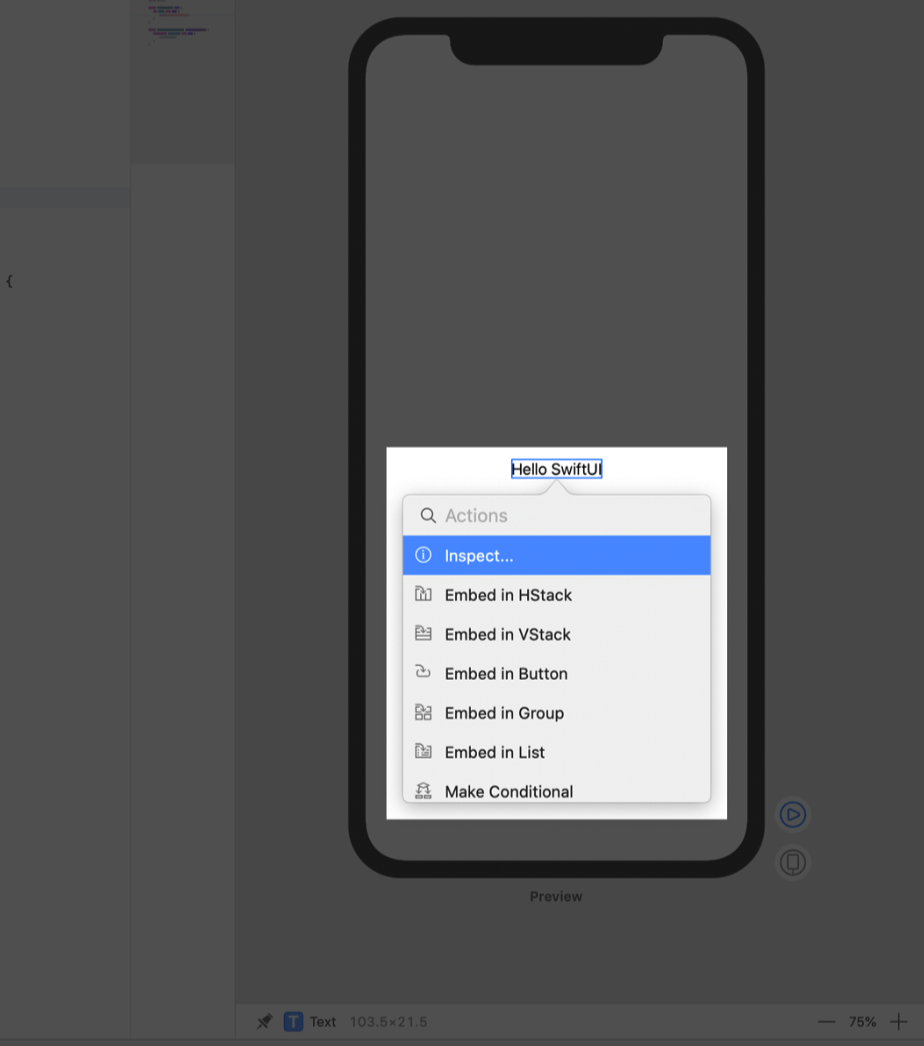 {
Hello SwiftUI
Actions
Inspect...
Embed in HStack
Embed in VStack
Embed in Button
Embed in Group
Embed in List
Make Conditional
Preview
T Text 103.5×21.5
75%